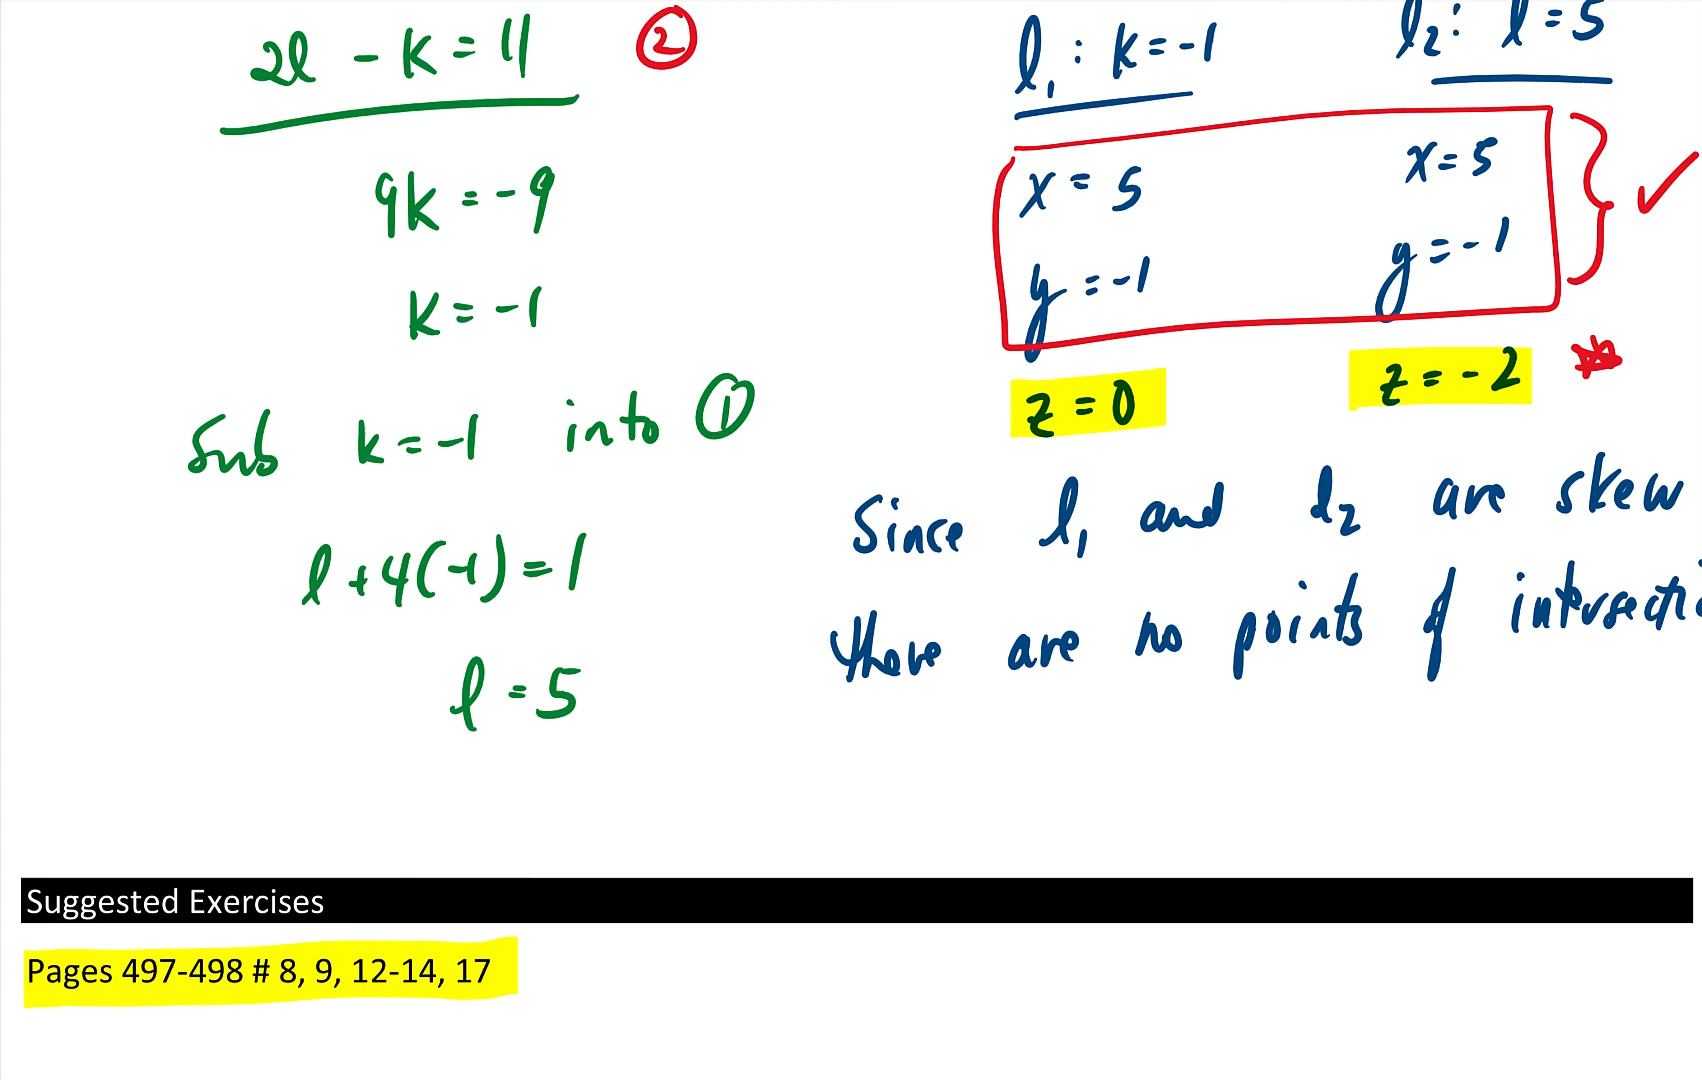 2l - k = 11 ②
9k = -9
k = -1
Sub k = -1 into ①
l + 4(-1) = 1
l = 5
l₁: k = -1 l₂: l = 5
x = 5 x = 5
y = -1 y = -1
z = 0 z = -2
Since l₁ and l₂ are skew
there are no points of intersecti
Suggested Exercises
Pages 497-498 # 8, 9, 12-14, 17